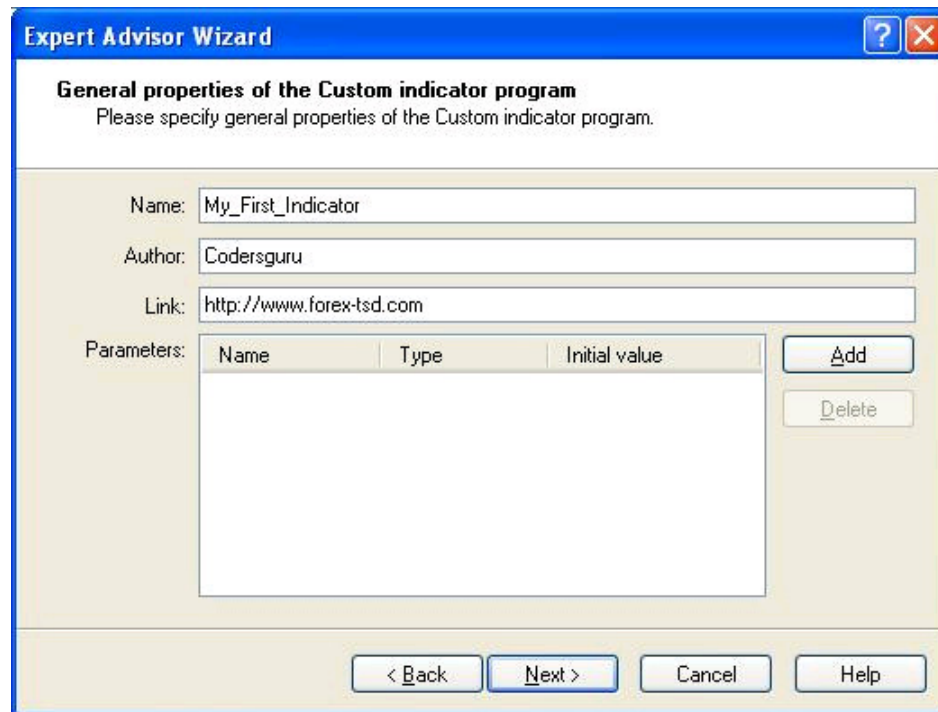 Expert Advisor Wizard
General properties of the Custom indicator program
Please specify general properties of the Custom indicator program.
Name: My_First_Indicator
Author: Codersguru
Link: http://www.forex-tsd.com
Parameters: Name Type Initial value Add
Delete
< Back Next > Cancel Help